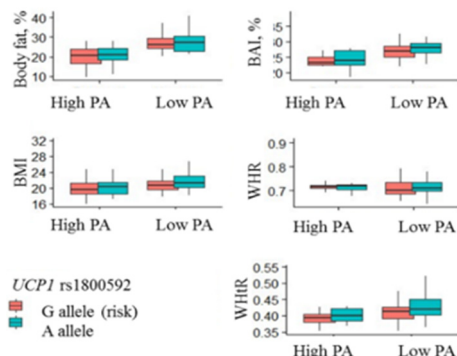 Body fat, %
40
30
20
10
High PA
Low PA
BAI, %
High PA
Low PA
BMI
28
24
20
16
High PA
Low PA
WHR
0.9
0.8
0.7
High PA
Low PA
UCP1 rs1800592
G allele (risk)
A allele
WHtR
0.55
0.50
0.45
0.40
0.35
High PA
Low PA